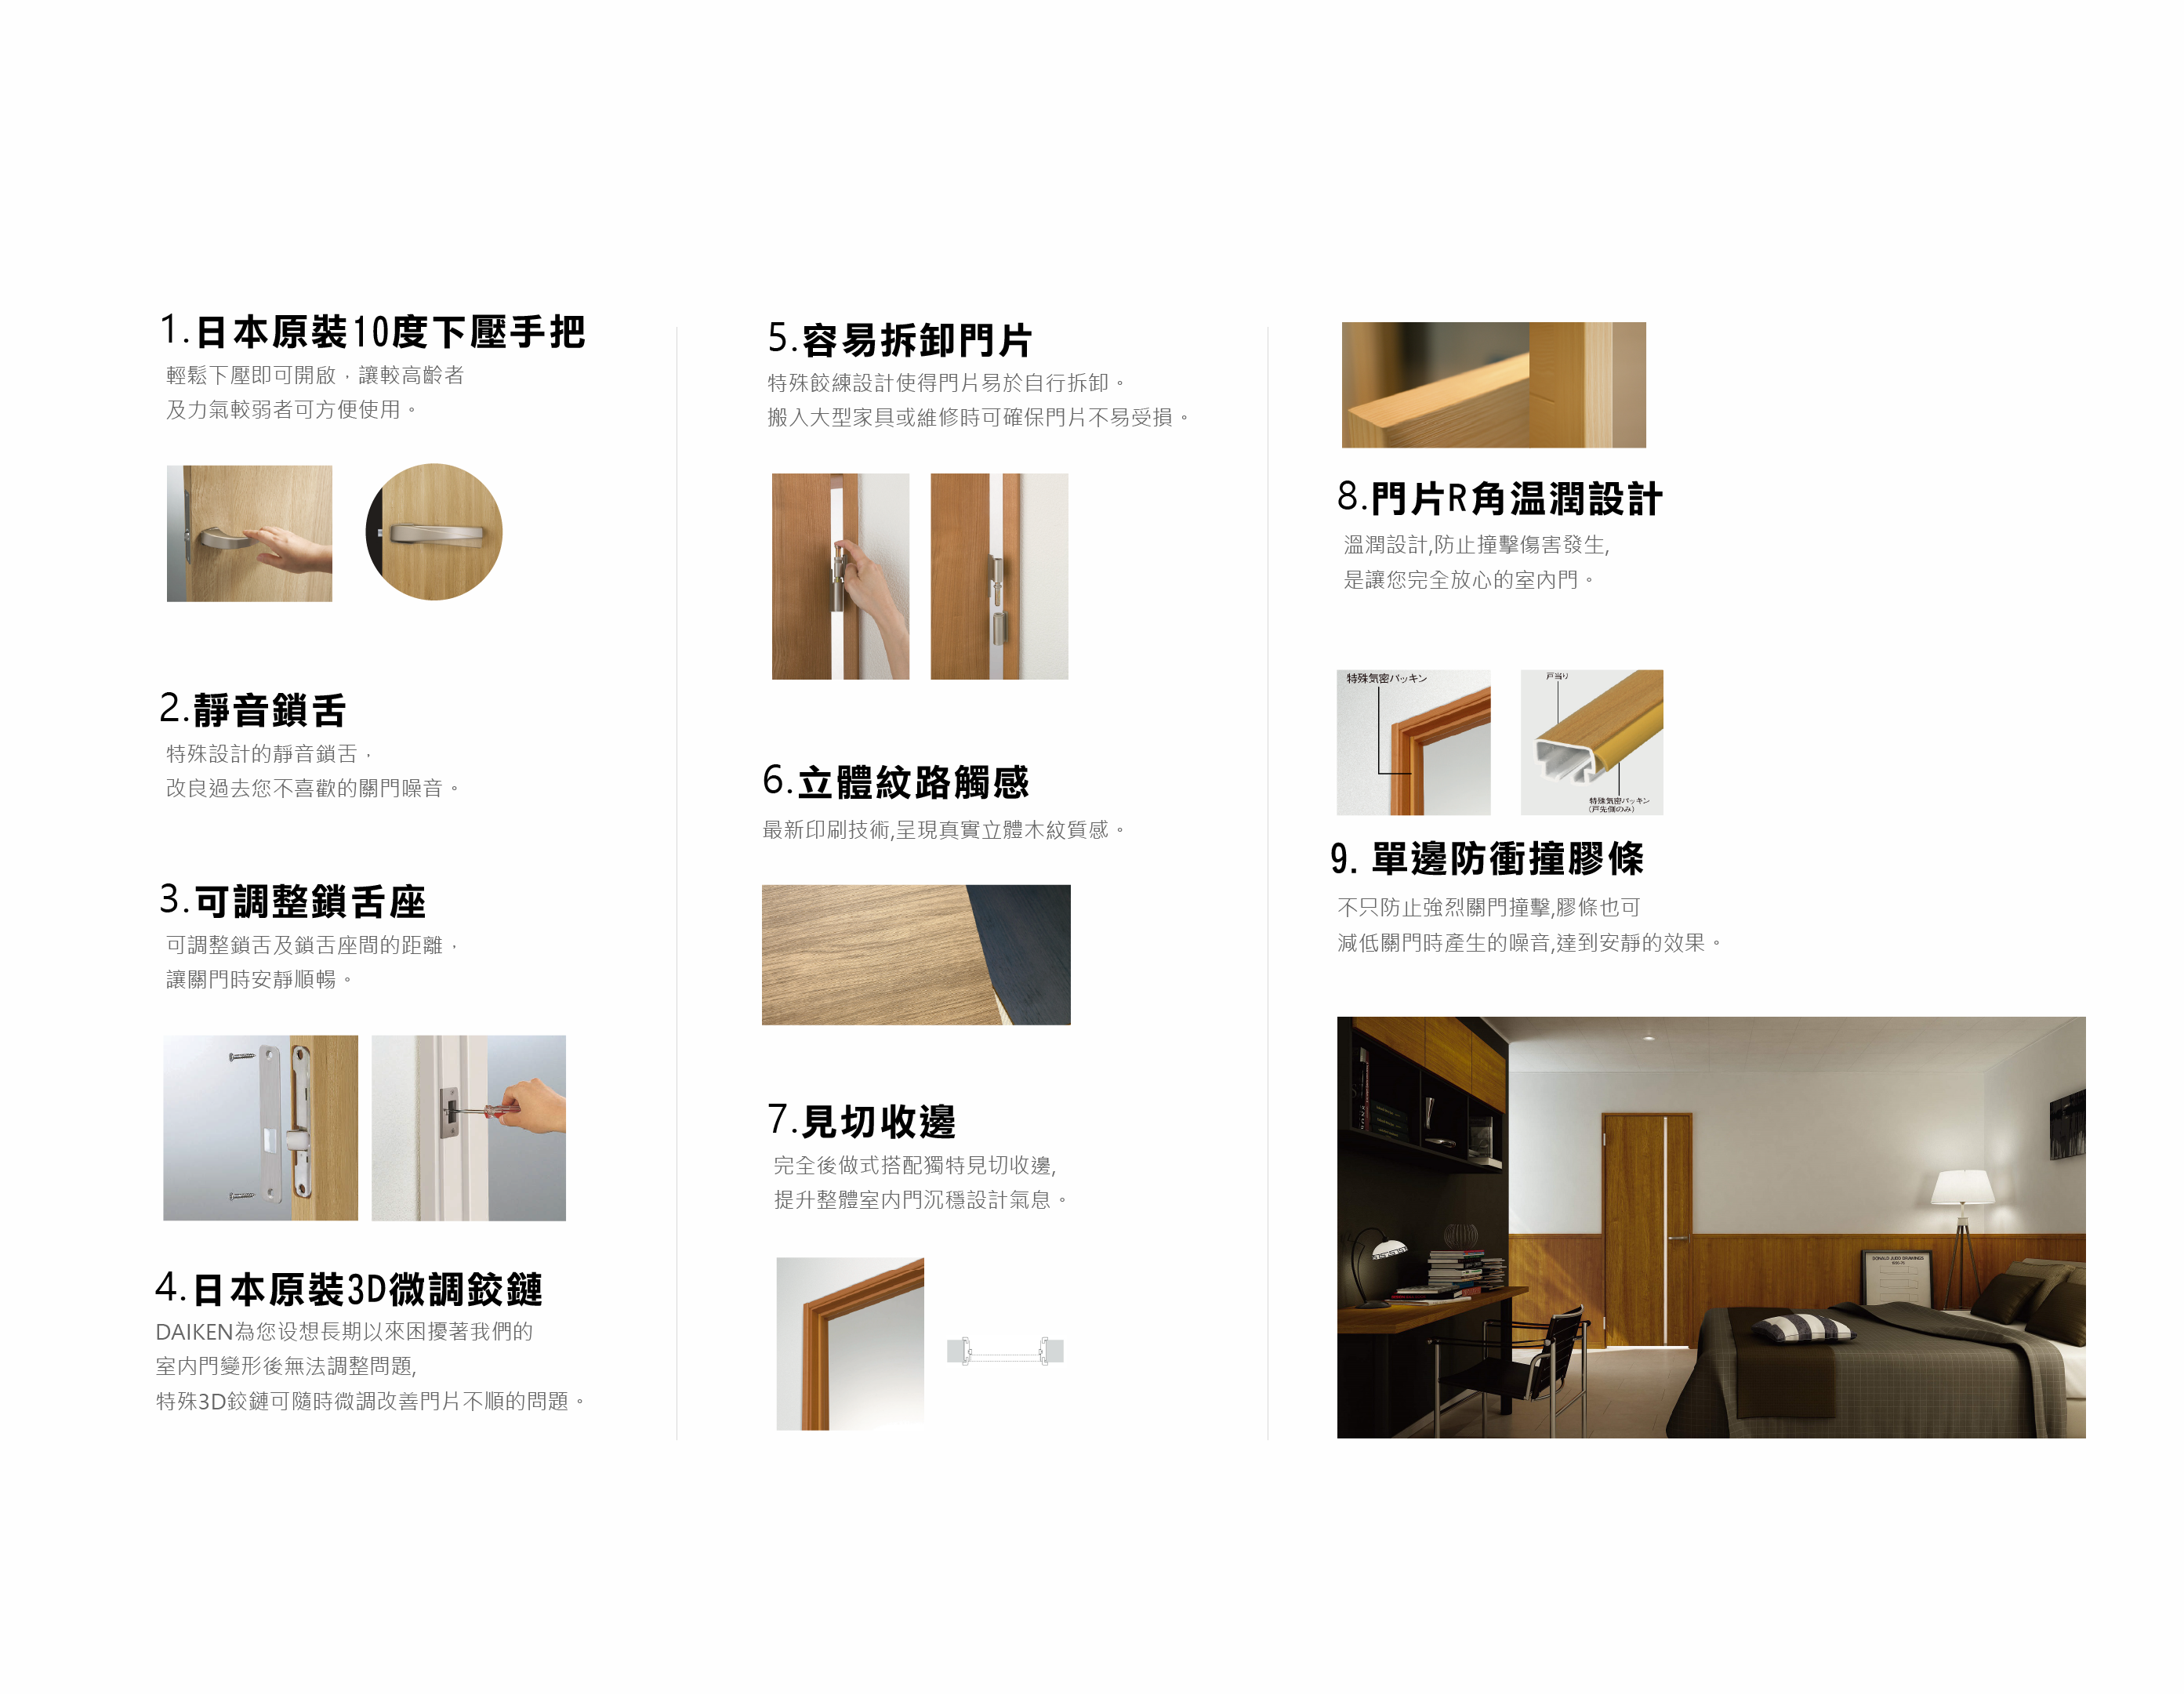 1.日本原裝10度下壓手把
輕鬆下壓即可開啟，讓較高齡者
及力氣較弱者可方便使用。
2.靜音鎖舌
特殊設計的靜音鎖舌，
改良過去您不喜歡的關門噪音。
3.可調整鎖舌座
可調整鎖舌及鎖舌座間的距離，
讓關門時安靜順暢。
4.日本原裝3D微調鉸鏈
DAIKEN為您设想長期以來困擾著我們的
室內門變形後無法調整問題,
特殊3D鉸鏈可隨時微調改善門片不順的問題。
5.容易拆卸門片
特殊餃練設計使得門片易於自行拆卸。
搬入大型家具或維修時可確保門片不易受損。
6.立體紋路觸感
最新印刷技術,呈現真實立體木紋質感。
7.見切收邊
完全後做式搭配獨特見切收邊,
提升整體室內門沉穩設計氣息。
8.門片R角温潤設計
溫潤設計,防止撞擊傷害發生,
是讓您完全放心的室內門。
特殊気密パッキン
戸当り
特殊気密パッキン
（戸先側のみ）
9.單邊防衝撞膠條
不只防止強烈關門撞擊,膠條也可
減低關門時產生的噪音,達到安靜的效果。
DONALD JUDD DRAWINGS